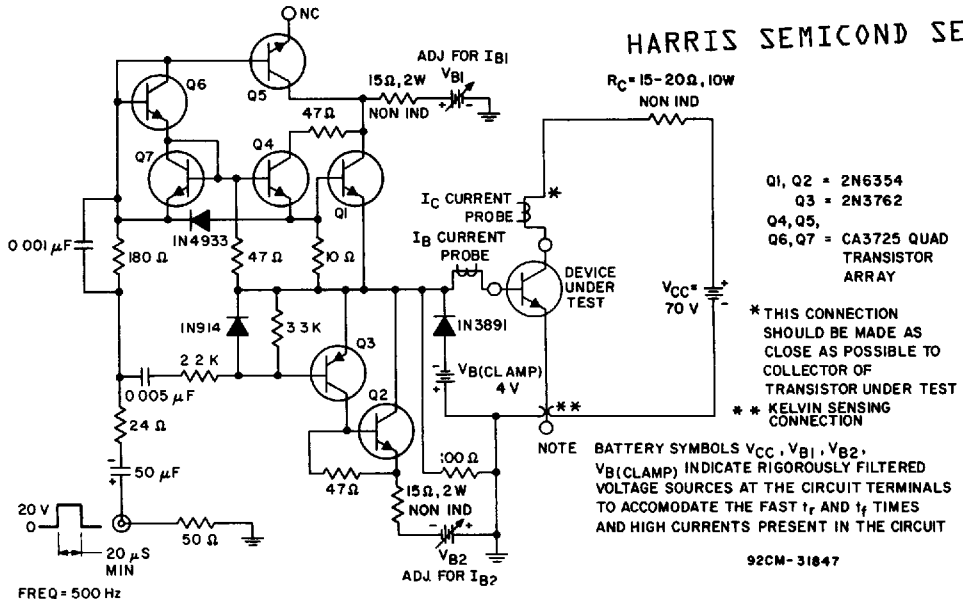 HARRIS SEMICOND SE
NC
Q6
Q5
ADJ FOR IB1
VB1
15Ω, 2W
NON IND
+ -
RC = 15-20Ω, 10W
NON IND
47Ω
Q7
Q4
Q1
IC CURRENT
PROBE
*
Q1, Q2 = 2N6354
Q3 = 2N3762
Q4, Q5,
Q6, Q7 = CA3725 QUAD
TRANSISTOR
ARRAY
1N4933
0 001 μF
180Ω
47Ω
10Ω
IB CURRENT
PROBE
DEVICE
UNDER
TEST
VCC =
70 V
+
-
* THIS CONNECTION
SHOULD BE MADE AS
CLOSE AS POSSIBLE TO
COLLECTOR OF
TRANSISTOR UNDER TEST
** KELVIN SENSING
CONNECTION
1N914
3 3 K
Q3
1N3891
2 2 K
0 005 μF
Q2
-
+
VB(CLAMP)
4 V
**
24 Ω
47Ω
100Ω
-
+
50 μF
15Ω, 2W
NON IND
NOTE BATTERY SYMBOLS VCC, VB1, VB2,
VB(CLAMP) INDICATE RIGOROUSLY FILTERED
VOLTAGE SOURCES AT THE CIRCUIT TERMINALS
TO ACCOMODATE THE FAST tr AND tf TIMES
AND HIGH CURRENTS PRESENT IN THE CIRCUIT
20 V
0
50 Ω
- +
VB2
ADJ. FOR IB2
20 μS
MIN
FREQ = 500 Hz
92CM-31847